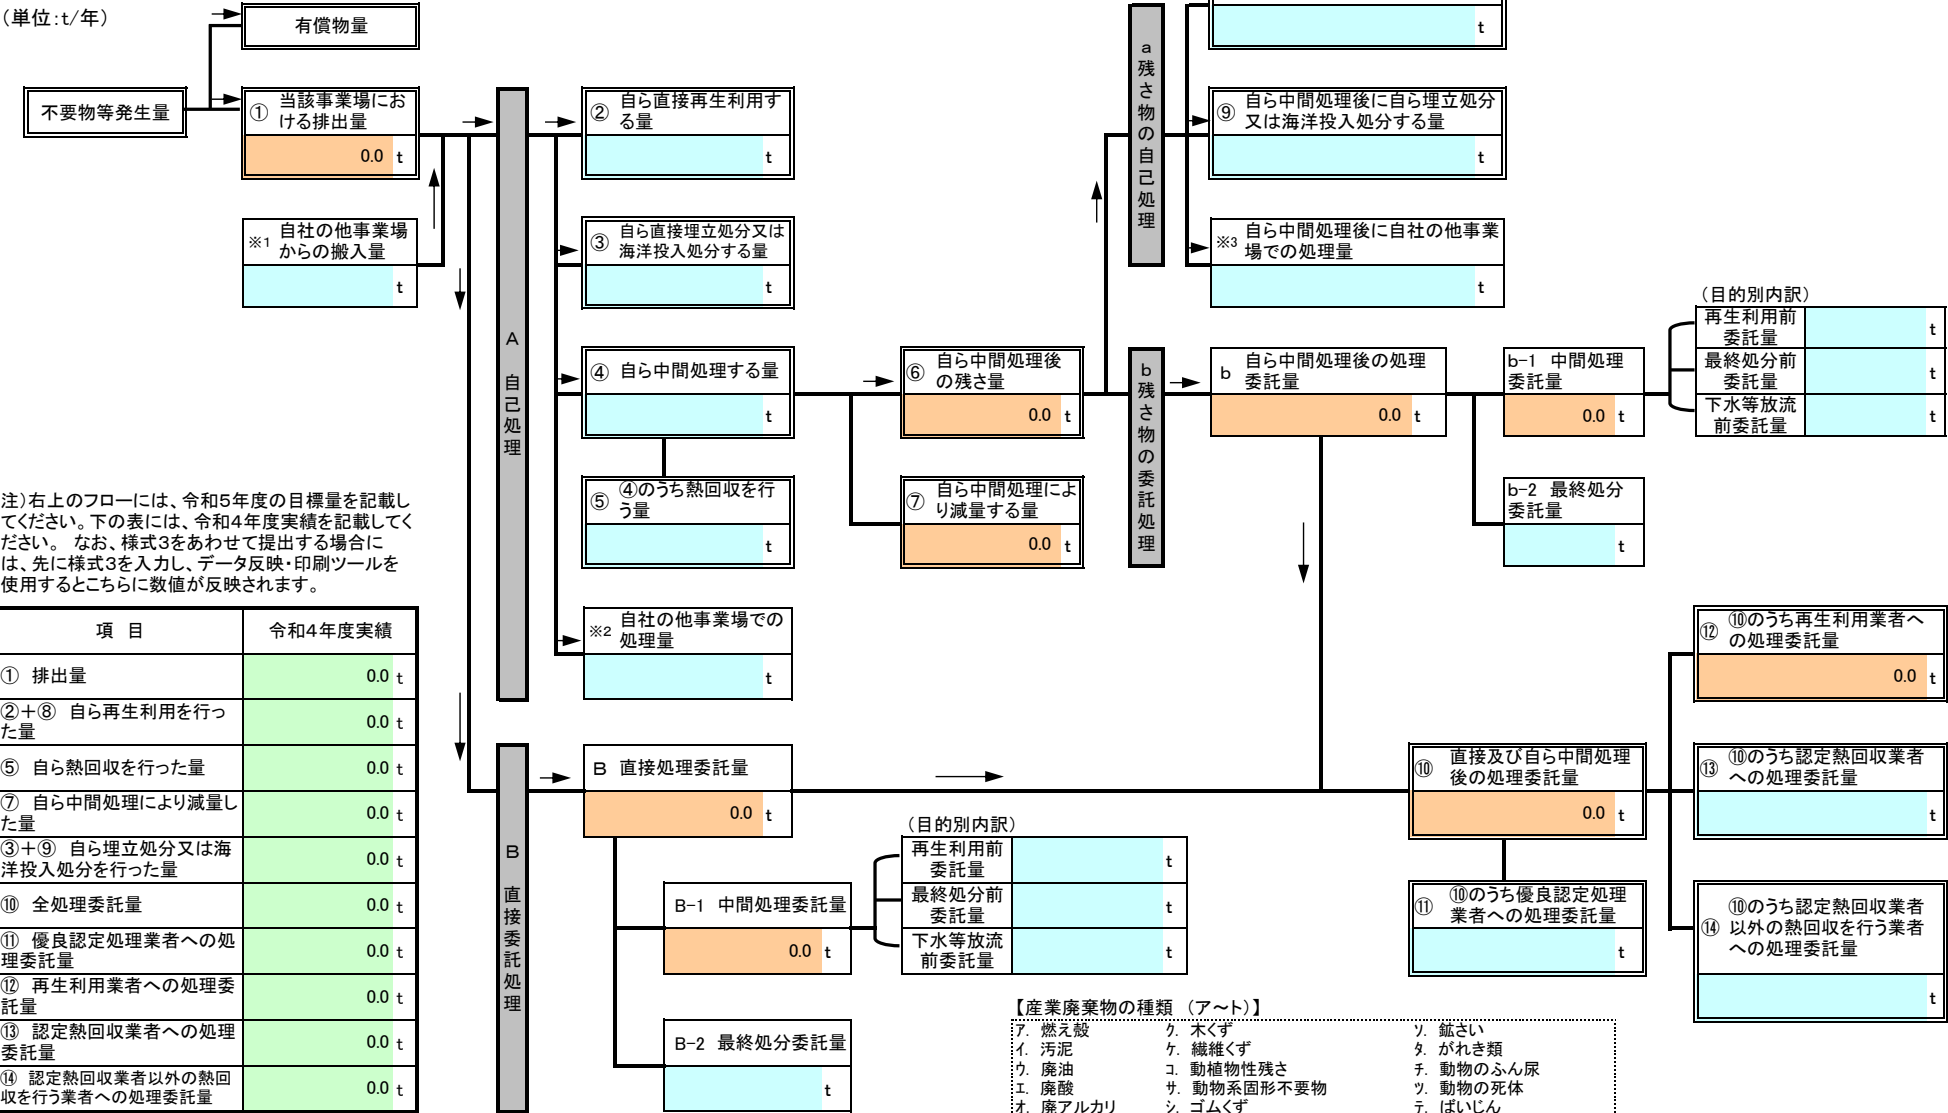 (単位:t/年)
有償物量
t
不要物等発生量
① 当該事業場にお
ける排出量
0.0 t
※1 自社の他事業場
からの搬入量
t
A 自己処理
② 自ら直接再生利用す
る量
t
③ 自ら直接埋立処分又は
海洋投入処分する量
t
④ 自ら中間処理する量
t
⑤ ④のうち熱回収を行
う量
t
※2 自社の他事業場での
処理量
t
⑥ 自ら中間処理後
の残さ量
0.0 t
⑦ 自ら中間処理によ
り減量する量
0.0 t
a残さ物の自己処理
⑨ 自ら中間処理後に自ら埋立処分
又は海洋投入処分する量
t
※3 自ら中間処理後に自社の他事業
場での処理量
t
b残さ物の委託処理
b 自ら中間処理後の処理
委託量
0.0 t
b-1 中間処理
委託量
0.0 t
b-2 最終処分
委託量
t
(目的別内訳)
再生利用前
委託量
t
最終処分前
委託量
t
下水等放流
前委託量
t
注)右上のフローには、令和5年度の目標量を記載し
てください。下の表には、令和4年度実績を記載してく
ださい。 なお、様式3をあわせて提出する場合に
は、先に様式3を入力し、データ反映・印刷ツールを
使用するとこちらに数値が反映されます。
項 目 令和4年度実績
① 排出量 0.0 t
②+⑧ 自ら再生利用を行っ
た量
0.0 t
⑤ 自ら熱回収を行った量 0.0 t
⑦ 自ら中間処理により減量し
た量
0.0 t
③+⑨ 自ら埋立処分又は海
洋投入処分を行った量
0.0 t
⑩ 全処理委託量 0.0 t
⑪ 優良認定処理業者への処
理委託量
0.0 t
⑫ 再生利用業者への処理委
託量
0.0 t
⑬ 認定熱回収業者への処理
委託量
0.0 t
⑭ 認定熱回収業者以外の熱回
収を行う業者への処理委託量
0.0 t
B 直接委託処理
B 直接処理委託量
0.0 t
B-1 中間処理委託量
0.0 t
B-2 最終処分委託量
t
(目的別内訳)
再生利用前
委託量
t
最終処分前
委託量
t
下水等放流
前委託量
t
⑩ 直接及び自ら中間処理
後の処理委託量
0.0 t
⑪ ⑩のうち優良認定処理
業者への処理委託量
t
⑫ ⑩のうち再生利用業者へ
の処理委託量
0.0 t
⑬ ⑩のうち認定熱回収業者
への処理委託量
t
⑭ ⑩のうち認定熱回収業者
以外の熱回収を行う業者
への処理委託量
t
【産業廃棄物の種類 (ア~ト)】
ア. 燃え殻 ク. 木くず ソ. 鉱さい
イ. 汚泥 ケ. 繊維くず タ. がれき類
ウ. 廃油 コ. 動植物性残さ チ. 動物のふん尿
エ. 廃酸 サ. 動物系固形不要物 ツ. 動物の死体
オ. 廃アルカリ シ. ゴムくず テ. ばいじん